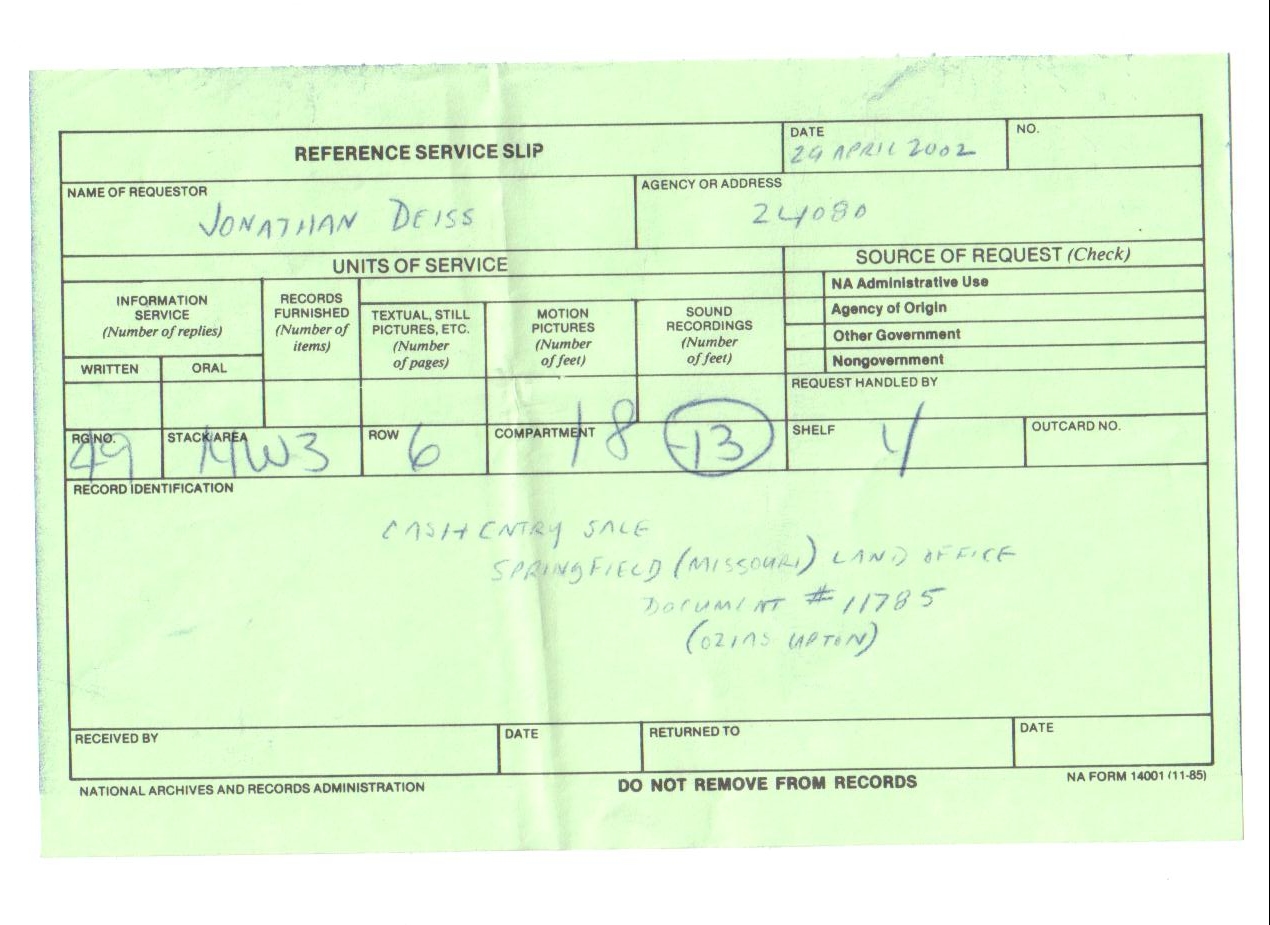 REFERENCE SERVICE SLIP
DATE
29 APRIL 2002
NO.
NAME OF REQUESTOR
JONATHAN DEISS
AGENCY OR ADDRESS
24080
UNITS OF SERVICE
SOURCE OF REQUEST (Check)
INFORMATION
SERVICE
(Number of replies)
WRITTEN
ORAL
RECORDS
FURNISHED
(Number of
items)
TEXTUAL, STILL
PICTURES, ETC.
(Number
of pages)
MOTION
PICTURES
(Number
of feet)
SOUND
RECORDINGS
(Number
of feet)
NA Administrative Use
Agency of Origin
Other Government
Nongovernment
REQUEST HANDLED BY
RG NO.
49
STACK AREA
MW3
ROW
6
COMPARTMENT
18
-13
SHELF
4
OUTCARD NO.
RECORD IDENTIFICATION
CASH ENTRY SALE
SPRINGFIELD (MISSOURI) LAND OFFICE
DOCUMENT #11785
(OZIAS UPTON)
RECEIVED BY
DATE
RETURNED TO
DATE
NATIONAL ARCHIVES AND RECORDS ADMINISTRATION
DO NOT REMOVE FROM RECORDS
NA FORM 14001 (11-85)